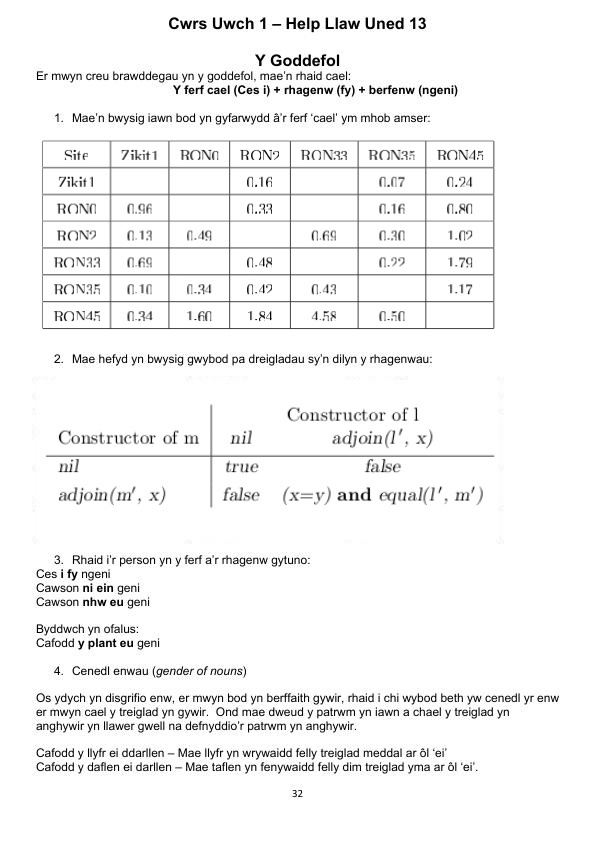 Cwrs Uwch 1 – Help Llaw Uned 13
Y Goddefol
Er mwyn creu brawddegau yn y goddefol, mae'n rhaid cael:
Y ferf cael (Ces i) + rhagenw (fy) + berfenw (ngeni)
1. Mae'n bwysig iawn bod yn gyfarwydd â'r ferf 'cael' ym mhob amser:
Site Zikit1 RON0 RON2 RON33 RON35 RON45
Zikit1 0.16 0.07 0.24
RON0 0.96 0.33 0.16 0.80
RON2 0.13 0.49 0.69 0.30 1.02
RON33 0.69 0.48 0.22 1.79
RON35 0.10 0.34 0.42 0.43 1.17
RON45 0.34 1.60 1.84 4.58 0.50
2. Mae hefyd yn bwysig gwybod pa dreigladau sy'n dilyn y rhagenwau:
Constructor of l
Constructor of m nil adjoin(l′, x)
nil true false
adjoin(m′, x) false (x=y) and equal(l′, m′)
3. Rhaid i'r person yn y ferf a'r rhagenw gytuno:
Ces i fy ngeni
Cawson ni ein geni
Cawson nhw eu geni
Byddwch yn ofalus:
Cafodd y plant eu geni
4. Cenedl enwau (gender of nouns)
Os ydych yn disgrifio enw, er mwyn bod yn berffaith gywir, rhaid i chi wybod beth yw cenedl yr enw
er mwyn cael y treiglad yn gywir. Ond mae dweud y patrwm yn iawn a chael y treiglad yn
anghywir yn llawer gwell na defnyddio'r patrwm yn anghywir.
Cafodd y llyfr ei ddarllen – Mae llyfr yn wrywaidd felly treiglad meddal ar ôl 'ei'
Cafodd y daflen ei darllen – Mae taflen yn fenywaidd felly dim treiglad yma ar ôl 'ei'.
32